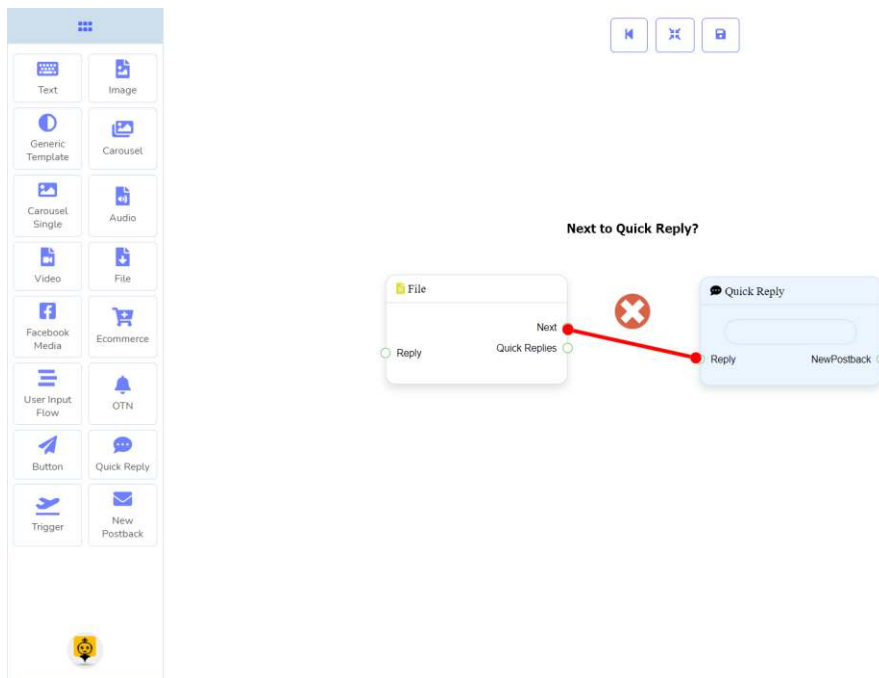 Text
Image
Generic
Template
Carousel
Carousel
Single
Audio
Video
File
Facebook
Media
Ecommerce
User Input
Flow
OTN
Button
Quick Reply
Trigger
New
Postback
Next to Quick Reply?
File
Next
Reply
Quick Replies
Quick Reply
Reply
NewPostback